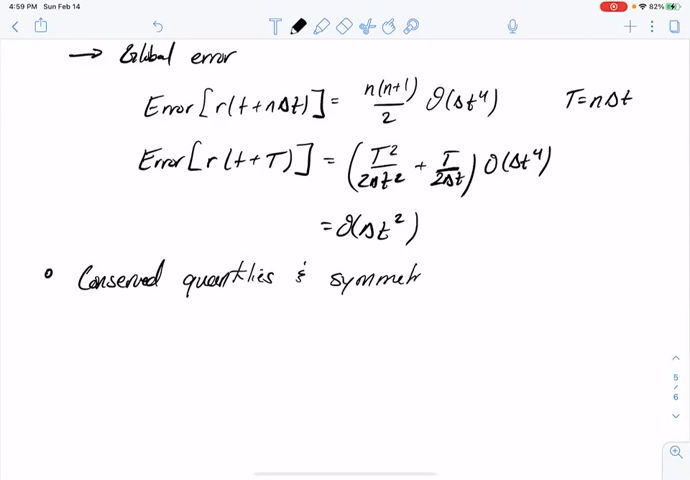 4:59 PM Sun Feb 14
82%
→ Global error
Error[r(t+nΔt)] = n(n+1)/2 O(Δt⁴) T=nΔt
Error[r(t+T)] = (T²/2Δt² + T/2Δt) O(Δt⁴)
= O(Δt²)
• Conserved quantities & symmetr
5
/
6